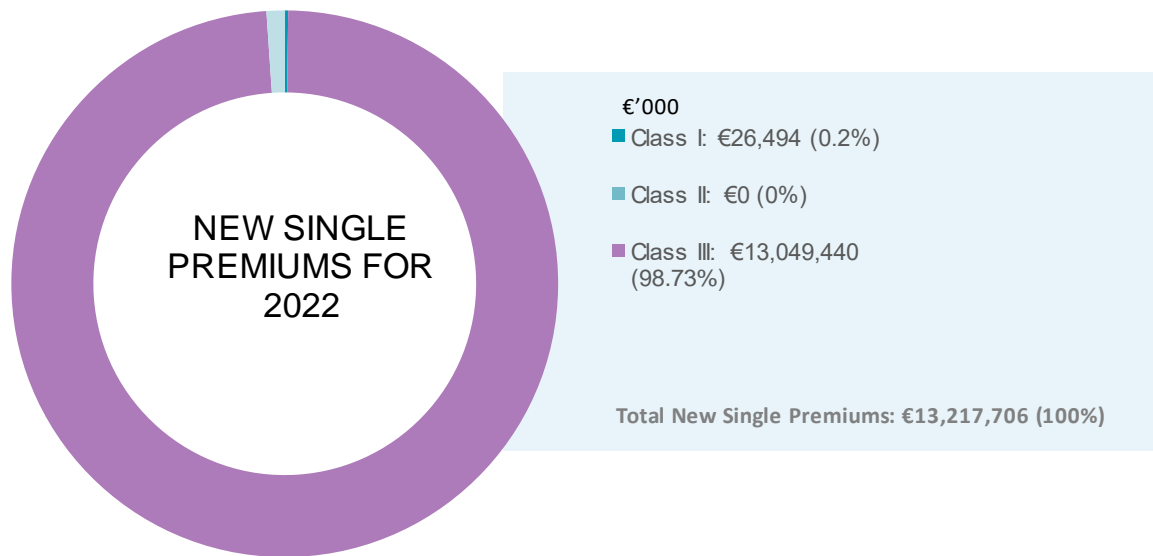 NEW SINGLE
PREMIUMS FOR
2022
€’000
Class I: €26,494 (0.2%)
Class II: €0 (0%)
Class III: €13,049,440
(98.73%)
Total New Single Premiums: €13,217,706 (100%)